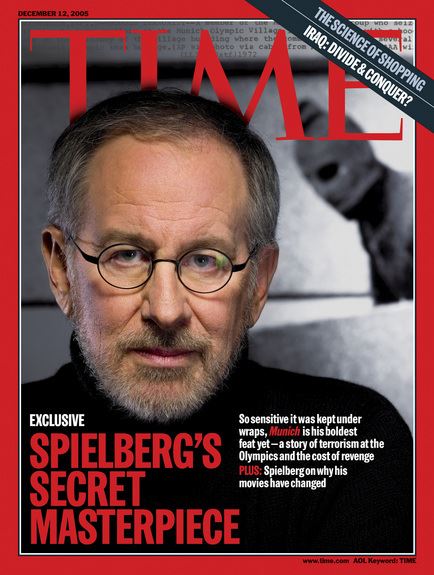 DECEMBER 12, 2005
THE SCIENCE OF SHOPPING
IRAQ: DIVIDE & CONQUER?
TIME
EXCLUSIVE
SPIELBERG'S
SECRET
MASTERPIECE
So sensitive it was kept under
wraps, Munich is his boldest
feat yet—a story of terrorism at the
Olympics and the cost of revenge
PLUS: Spielberg on why his
movies have changed
www.time.com AOL Keyword: TIME